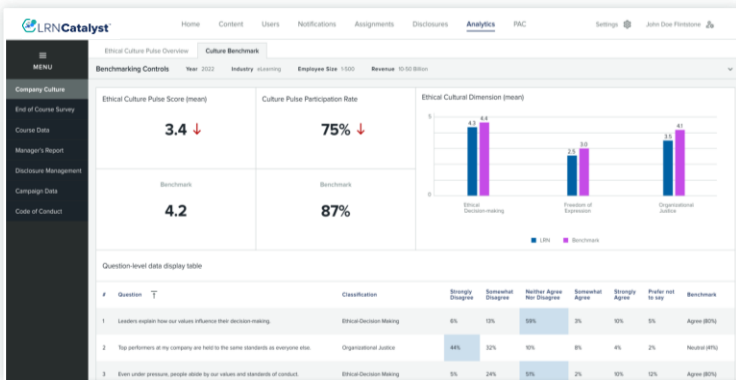 LRNCatalyst
Home Content Users Notifications Assignments Disclosures Analytics PAC Settings John Doe Flintstone
MENU
Company Culture
End of Course Survey
Course Data
Manager's Report
Disclosure Management
Campaign Data
Code of Conduct
Ethical Culture Pulse Overview Culture Benchmark
Benchmarking Controls Year 2022 Industry eLearning Employee Size 1-500 Revenue 10-50 Billion
Ethical Culture Pulse Score (mean)
3.4
Benchmark
4.2
Culture Pulse Participation Rate
75%
Benchmark
87%
Ethical Cultural Dimension (mean)
5
4.3 4.4
2.5 3.0
3.5 4.1
0
Ethical
Decision-making
Freedom of
Expression
Organizational
Justice
LRN Benchmark
Question-level data display table
# Question Classification Strongly Disagree Somewhat Disagree Neither Agree Nor Disagree Somewhat Agree Strongly Agree Prefer not to say Benchmark
1 Leaders explain how our values influence their decision-making. Ethical-Decision Making 6% 13% 3% 10% 5% Agree (80%)
2 Top performers at my company are held to the same standards as everyone else. Organizational Justice 44% 32% 10% 8% 4% 2% Neutral (41%)
3 Even under pressure, people abide by our values and standards of conduct. Ethical-Decision Making 5% 24% 51% 2% 10% 12% Agree (80%)